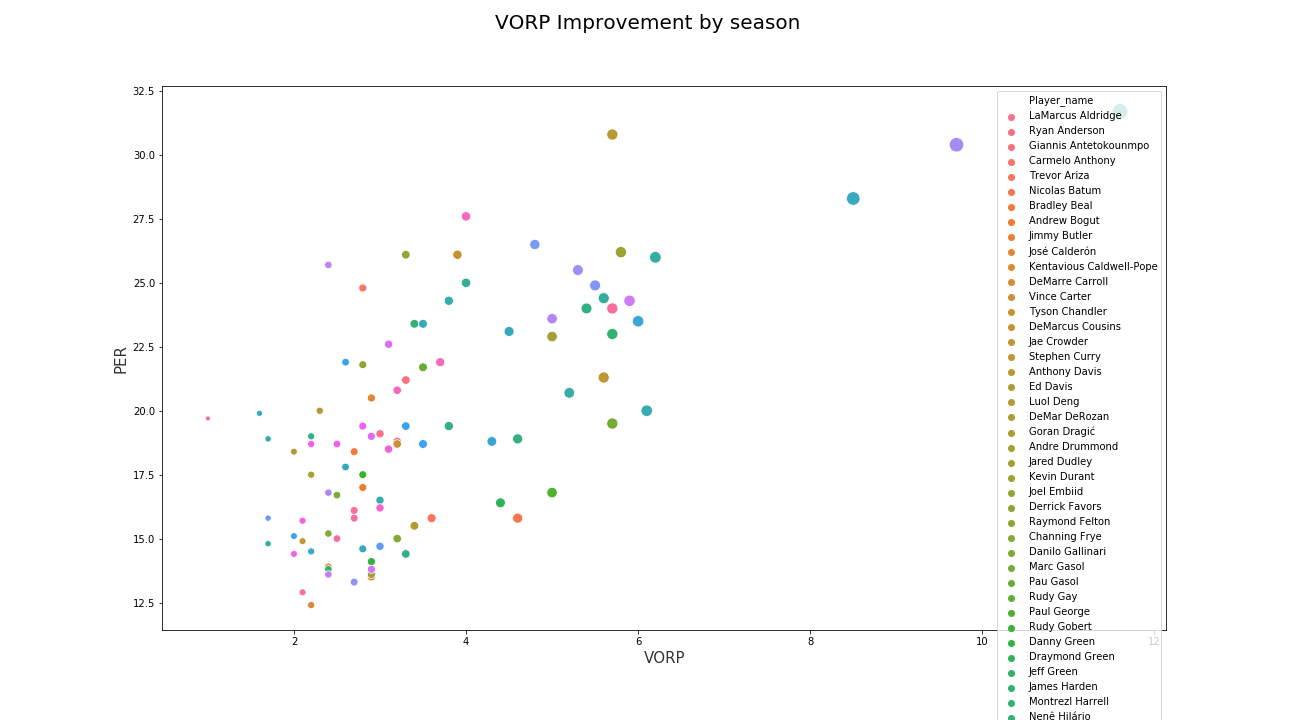 VORP Improvement by season
32.5
30.0
27.5
25.0
22.5
20.0
17.5
15.0
12.5
PER
2
4
6
8
10
12
VORP
Player_name
LaMarcus Aldridge
Ryan Anderson
Giannis Antetokounmpo
Carmelo Anthony
Trevor Ariza
Nicolas Batum
Bradley Beal
Andrew Bogut
Jimmy Butler
José Calderón
Kentavious Caldwell-Pope
DeMarre Carroll
Vince Carter
Tyson Chandler
DeMarcus Cousins
Jae Crowder
Stephen Curry
Anthony Davis
Ed Davis
Luol Deng
DeMar DeRozan
Goran Dragić
Andre Drummond
Jared Dudley
Kevin Durant
Joel Embiid
Derrick Favors
Raymond Felton
Channing Frye
Danilo Gallinari
Marc Gasol
Pau Gasol
Rudy Gay
Paul George
Rudy Gobert
Danny Green
Draymond Green
Jeff Green
James Harden
Montrezl Harrell
Nenê Hilário